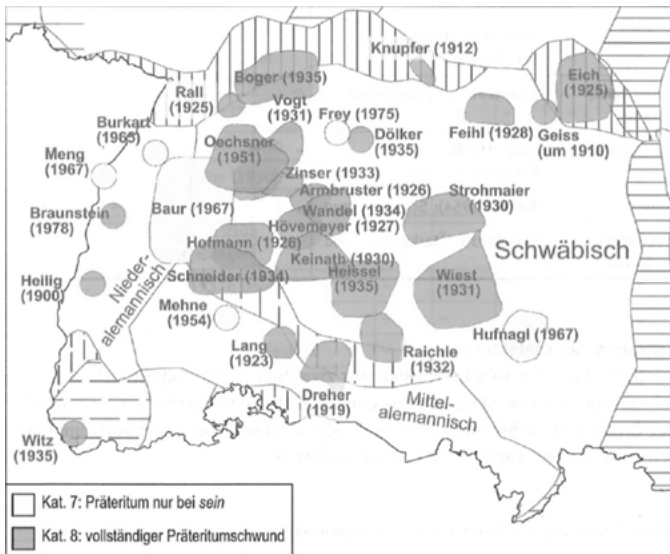 Knupfer (1912)
Boger (1935)
Eich
(1925)
Rall
(1925)
Vogt
(1931)
Frey (1975)
Burkart
(1965)
Feihl (1928)
Geiss
(um 1910)
Dölker
(1935)
Oechsner
(1951)
Meng
(1967)
Zinser (1933)
Armbruster (1926)
Strohmaier
(1930)
Baur (1967)
Wandel (1934)
Braunstein
(1978)
Hövemeyer (1927)
Hofmann (1926)
Schwäbisch
Keinath (1930)
Nieder-
alemannisch
Heilig
(1900)
Schneider (1934)
Heissel
(1935)
Wiest
(1931)
Mehne
(1954)
Hufnagl (1967)
Lang
(1923)
Raichle
(1932)
Dreher
(1919)
Mittel-
alemannisch
Witz
(1935)
Kat. 7: Präteritum nur bei sein
Kat. 8: vollständiger Präteritumschwund